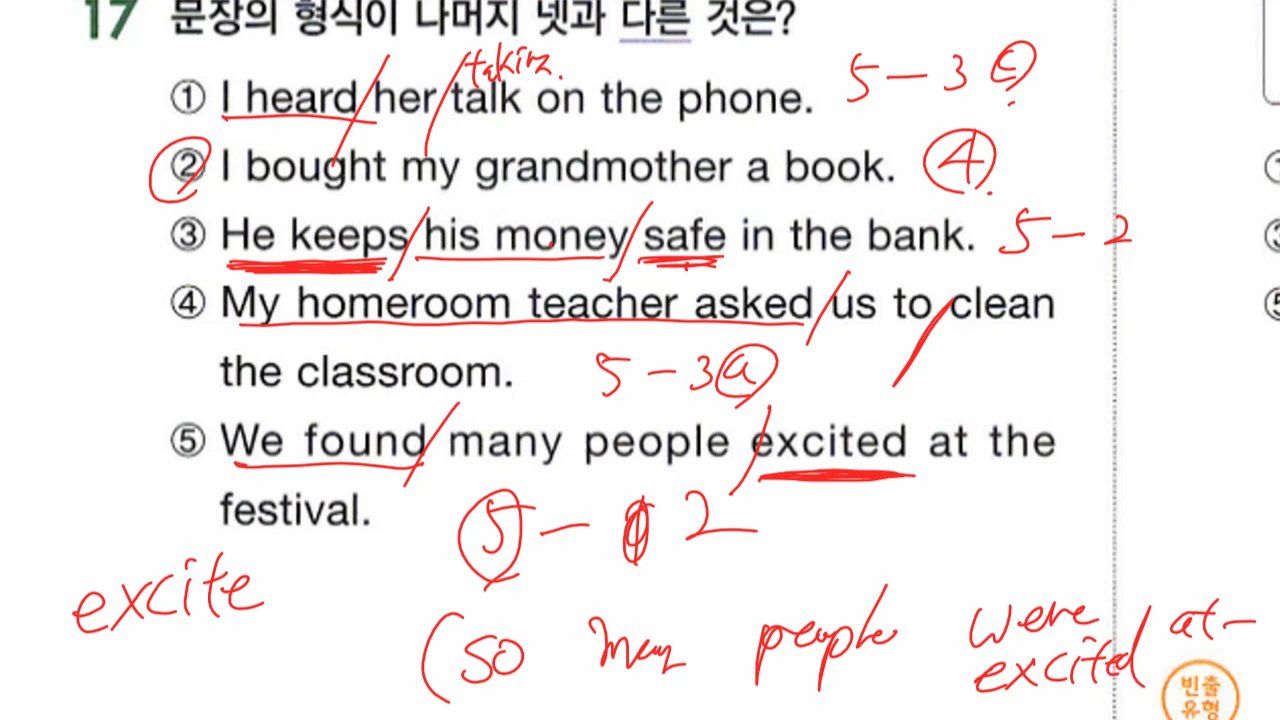 17 문장의 형식이 나머지 넷과 다른 것은?
takinz.
① I heard her talk on the phone. 5-3 ⓒ
② I bought my grandmother a book. ④
③ He keeps his money safe in the bank. 5-2
④ My homeroom teacher asked us to clean
the classroom. 5-3 ⓐ
⑤ We found many people excited at the
festival. 5-2
excite
(so many people were at-
excited
빈출
유형